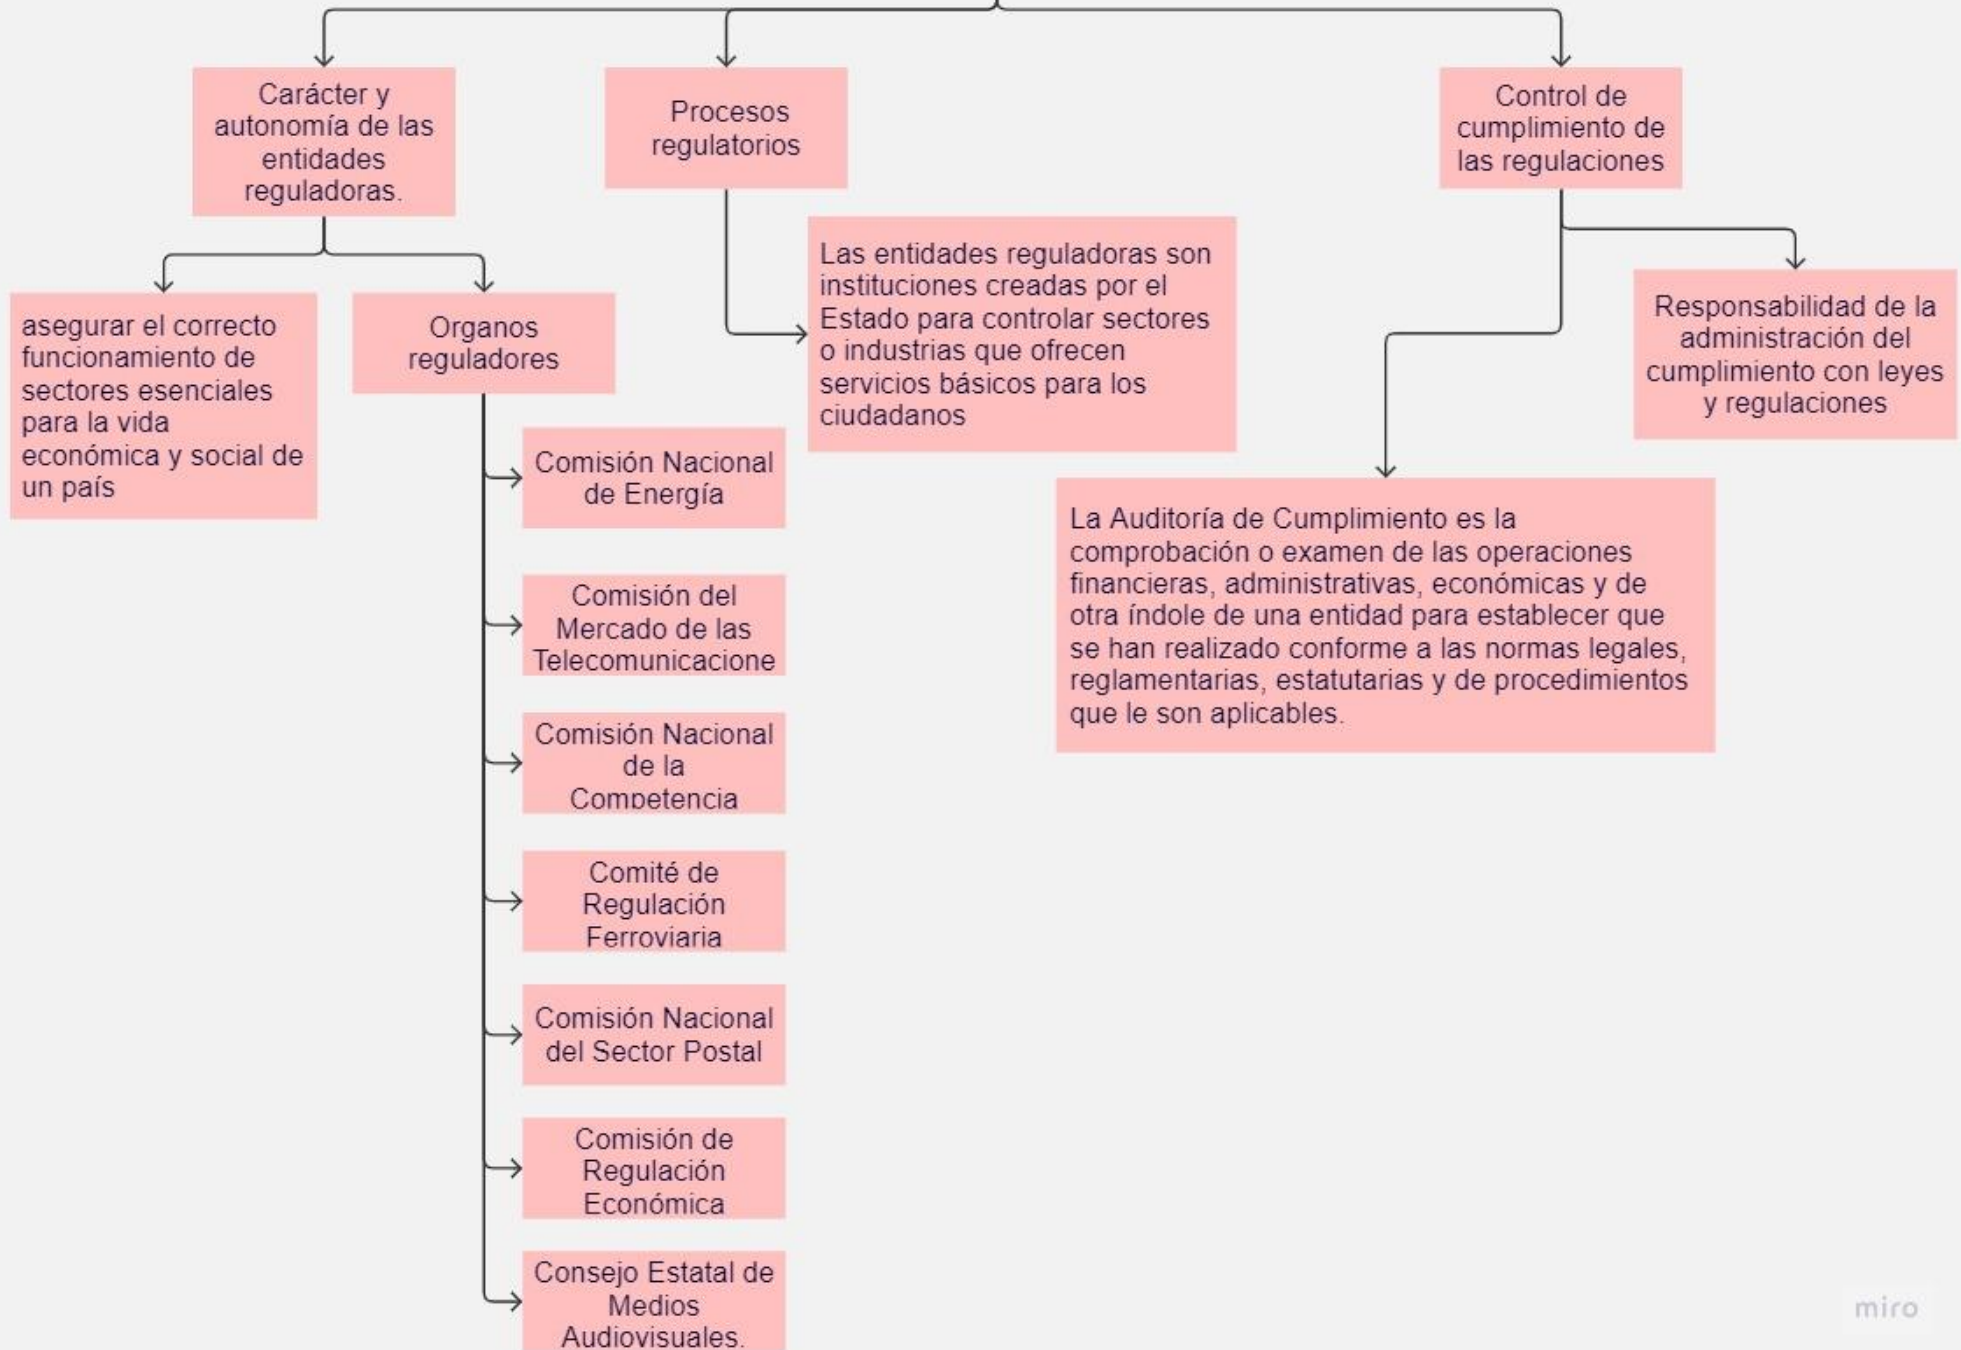 Carácter y
autonomía de las
entidades
reguladoras.
Procesos
regulatorios
Control de
cumplimiento de
las regulaciones
asegurar el correcto
funcionamiento de
sectores esenciales
para la vida
económica y social de
un país
Organos
reguladores
Las entidades reguladoras son
instituciones creadas por el
Estado para controlar sectores
o industrias que ofrecen
servicios básicos para los
ciudadanos
Responsabilidad de la
administración del
cumplimiento con leyes
y regulaciones
Comisión Nacional
de Energía
Comisión del
Mercado de las
Telecomunicacione
Comisión Nacional
de la
Competencia
Comité de
Regulación
Ferroviaria
Comisión Nacional
del Sector Postal
Comisión de
Regulación
Económica
Consejo Estatal de
Medios
Audiovisuales.
La Auditoría de Cumplimiento es la
comprobación o examen de las operaciones
financieras, administrativas, económicas y de
otra índole de una entidad para establecer que
se han realizado conforme a las normas legales,
reglamentarias, estatutarias y de procedimientos
que le son aplicables.
miro